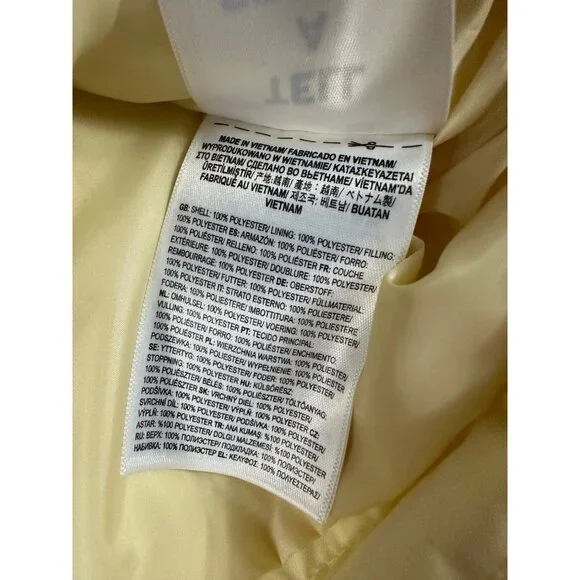 A
TELL
MADE IN VIETNAM/ FABRICADO EN VIETNAM/
WYPRODUKOWANO W WIETNAMIE/ ΚΑΤΑΣΚΕΥΑΖΕΤΑΙ
ΣΤΟ ΒΙΕΤΝΑΜ/ СДЕЛАНО ВО ВЬЕТНАМЕ/ VİETNAM'DA
ÜRETİLMİŞTİR/ 产地: 越南/ 產地: 越南/ ベトナム製/
FABRIQUÉ AU VIETNAM/ 제조국: 베트남/ BUATAN
VIETNAM
GB: SHELL: 100% POLYESTER/ LINING: 100% POLYESTER/ FILLING:
100% POLYESTER ES: ARMAZÓN: 100% POLIÉSTER/ FORRO:
100% POLIÉSTER/ RELLENO: 100% POLIÉSTER FR: COUCHE
EXTÉRIEURE: 100% POLYESTER/ DOUBLURE: 100% POLYESTER/
REMBOURRAGE: 100% POLYESTER DE: OBERSTOFF:
100% POLYESTER/ FUTTER: 100% POLYESTER/ FÜLLMATERIAL:
100% POLYESTER IT: STRATO ESTERNO: 100% POLIESTERE/
FODERA: 100% POLIESTERE/ IMBOTTITURA: 100% POLIESTERE
NL: OMHULSEL: 100% POLYESTER/ VOERING: 100% POLYESTER/
VULLING: 100% POLYESTER PT: TECIDO PRINCIPAL:
100% POLIÉSTER/ FORRO: 100% POLIÉSTER/ ENCHIMENTO:
100% POLIÉSTER PL: WIERZCHNIA WARSTWA: 100% POLIESTER/
PODSZEWKA: 100% POLIESTER/ WYPEŁNIENIE: 100% POLIESTER
SE: YTTERTYG: 100% POLYESTER/ FODER: 100% POLYESTER/
STOPPNING: 100% POLYESTER HU: KÜLSŐRÉSZ:
100% POLIÉSZTER/ BÉLÉS: 100% POLIÉSZTER/ TÖLTŐANYAG:
100% POLIÉSZTER SK: VRCHNÝ DIEL: 100% POLYESTER/
PODŠÍVKA: 100% POLYESTER/ VÝPLŇ: 100% POLYESTER CZ:
SVRCHNÍ DÍL: 100% POLYESTER/ PODŠÍVKA: 100% POLYESTER/
VÝPLŇ: 100% POLYESTER TR: ANA KUMAŞ: %100 POLYESTER/
ASTAR: %100 POLYESTER/ DOLGU MALZEMESİ: %100 POLYESTER
RU: ВЕРХ: 100% ПОЛИЭСТЕР/ ПОДКЛАДКА: 100% ПОЛИЭСТЕР/
НАБИВКА: 100% ПОЛИЭСТЕР EL: ΚΕΛΥΦΟΣ: 100% ΠΟΛΥΕΣΤΕΡΑΣ/